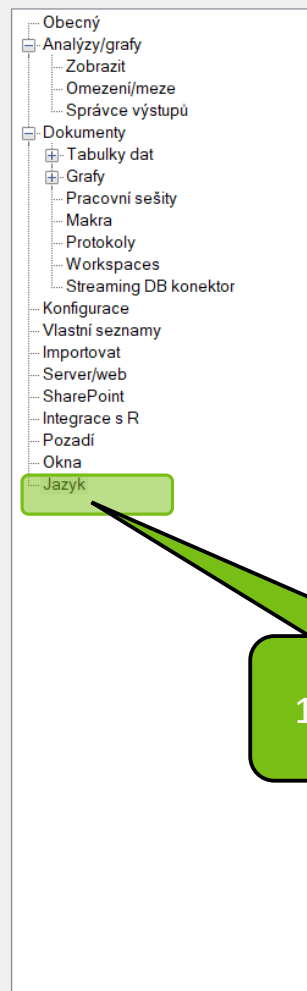 Obecný
Analýzy/grafy
Zobrazit
Omezení/meze
Správce výstupů
Dokumenty
Tabulky dat
Grafy
Pracovní sešity
Makra
Protokoly
Workspaces
Streaming DB konektor
Konfigurace
Vlastní seznamy
Importovat
Server/web
SharePoint
Integrace s R
Pozadí
Okna
Jazyk
1